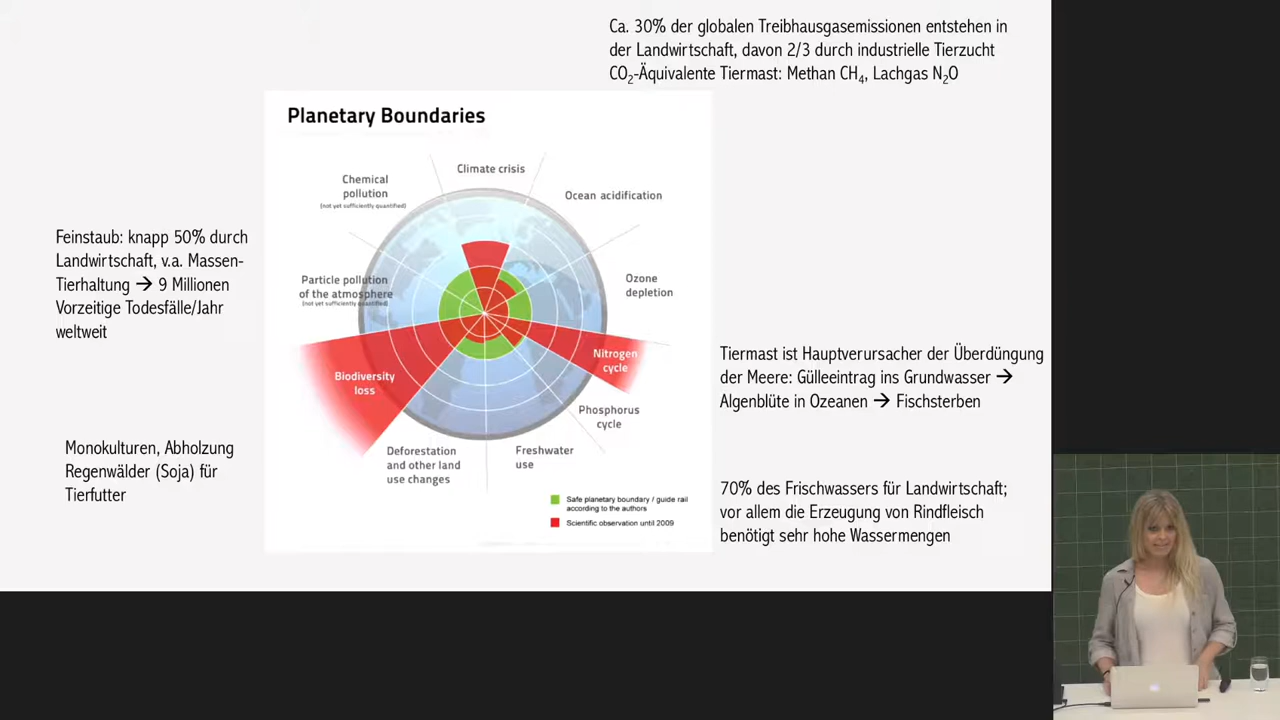 Ca. 30% der globalen Treibhausgasemissionen entstehen in
der Landwirtschaft, davon 2/3 durch industrielle Tierzucht
CO₂-Äquivalente Tiermast: Methan CH₄, Lachgas N₂O
Planetary Boundaries
Climate crisis
Chemical
pollution
(not yet sufficiently quantified)
Ocean acidification
Feinstaub: knapp 50% durch
Landwirtschaft, v.a. Massen-
Tierhaltung → 9 Millionen
Vorzeitige Todesfälle/Jahr
weltweit
Particle pollution
of the atmosphere
(not yet sufficiently quantified)
Ozone
depletion
Nitrogen
cycle
Biodiversity
loss
Tiermast ist Hauptverursacher der Überdüngung
der Meere: Gülleeintrag ins Grundwasser →
Algenblüte in Ozeanen → Fischsterben
Phosphorus
cycle
Deforestation
and other land
use changes
Freshwater
use
Monokulturen, Abholzung
Regenwälder (Soja) für
Tierfutter
Safe planetary boundary / guide rail
according to the authors
Scientific observation until 2009
70% des Frischwassers für Landwirtschaft;
vor allem die Erzeugung von Rindfleisch
benötigt sehr hohe Wassermengen